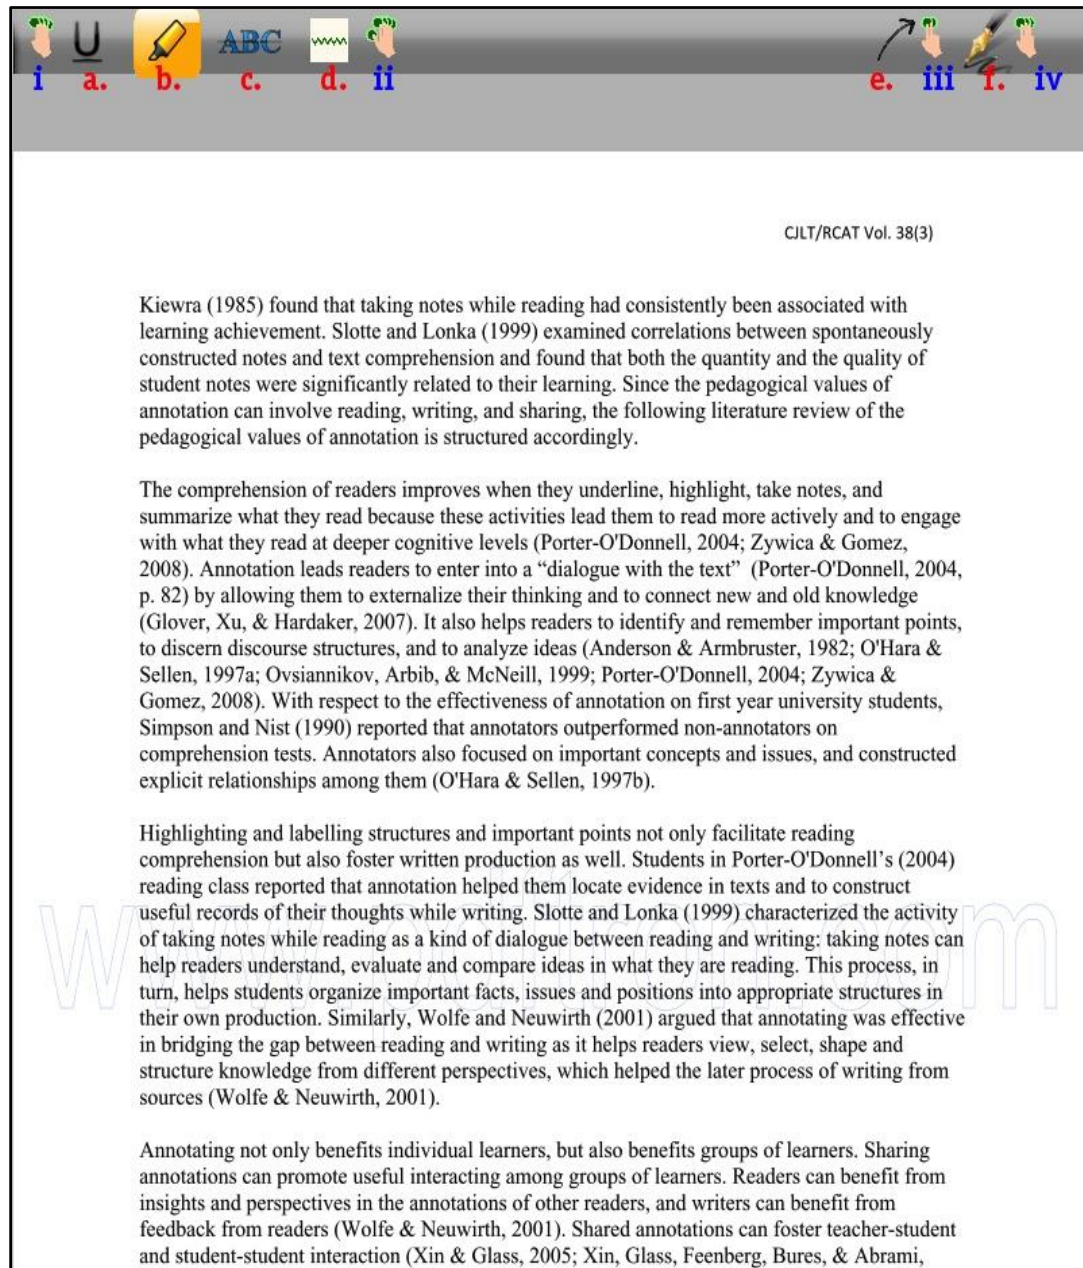 i a. b. ABC c. d. ii e. iii f. iv
CJLT/RCAT Vol. 38(3)
Kiewra (1985) found that taking notes while reading had consistently been associated with
learning achievement. Slotte and Lonka (1999) examined correlations between spontaneously
constructed notes and text comprehension and found that both the quantity and the quality of
student notes were significantly related to their learning. Since the pedagogical values of
annotation can involve reading, writing, and sharing, the following literature review of the
pedagogical values of annotation is structured accordingly.
The comprehension of readers improves when they underline, highlight, take notes, and
summarize what they read because these activities lead them to read more actively and to engage
with what they read at deeper cognitive levels (Porter-O'Donnell, 2004; Zywica & Gomez,
2008). Annotation leads readers to enter into a “dialogue with the text” (Porter-O'Donnell, 2004,
p. 82) by allowing them to externalize their thinking and to connect new and old knowledge
(Glover, Xu, & Hardaker, 2007). It also helps readers to identify and remember important points,
to discern discourse structures, and to analyze ideas (Anderson & Armbruster, 1982; O'Hara &
Sellen, 1997a; Ovsiannikov, Arbib, & McNeill, 1999; Porter-O'Donnell, 2004; Zywica &
Gomez, 2008). With respect to the effectiveness of annotation on first year university students,
Simpson and Nist (1990) reported that annotators outperformed non-annotators on
comprehension tests. Annotators also focused on important concepts and issues, and constructed
explicit relationships among them (O'Hara & Sellen, 1997b).
Highlighting and labelling structures and important points not only facilitate reading
comprehension but also foster written production as well. Students in Porter-O'Donnell’s (2004)
reading class reported that annotation helped them locate evidence in texts and to construct
useful records of their thoughts while writing. Slotte and Lonka (1999) characterized the activity
of taking notes while reading as a kind of dialogue between reading and writing: taking notes can
help readers understand, evaluate and compare ideas in what they are reading. This process, in
turn, helps students organize important facts, issues and positions into appropriate structures in
their own production. Similarly, Wolfe and Neuwirth (2001) argued that annotating was effective
in bridging the gap between reading and writing as it helps readers view, select, shape and
structure knowledge from different perspectives, which helped the later process of writing from
sources (Wolfe & Neuwirth, 2001).
www.pdftron.com
Annotating not only benefits individual learners, but also benefits groups of learners. Sharing
annotations can promote useful interacting among groups of learners. Readers can benefit from
insights and perspectives in the annotations of other readers, and writers can benefit from
feedback from readers (Wolfe & Neuwirth, 2001). Shared annotations can foster teacher-student
and student-student interaction (Xin & Glass, 2005; Xin, Glass, Feenberg, Bures, & Abrami,